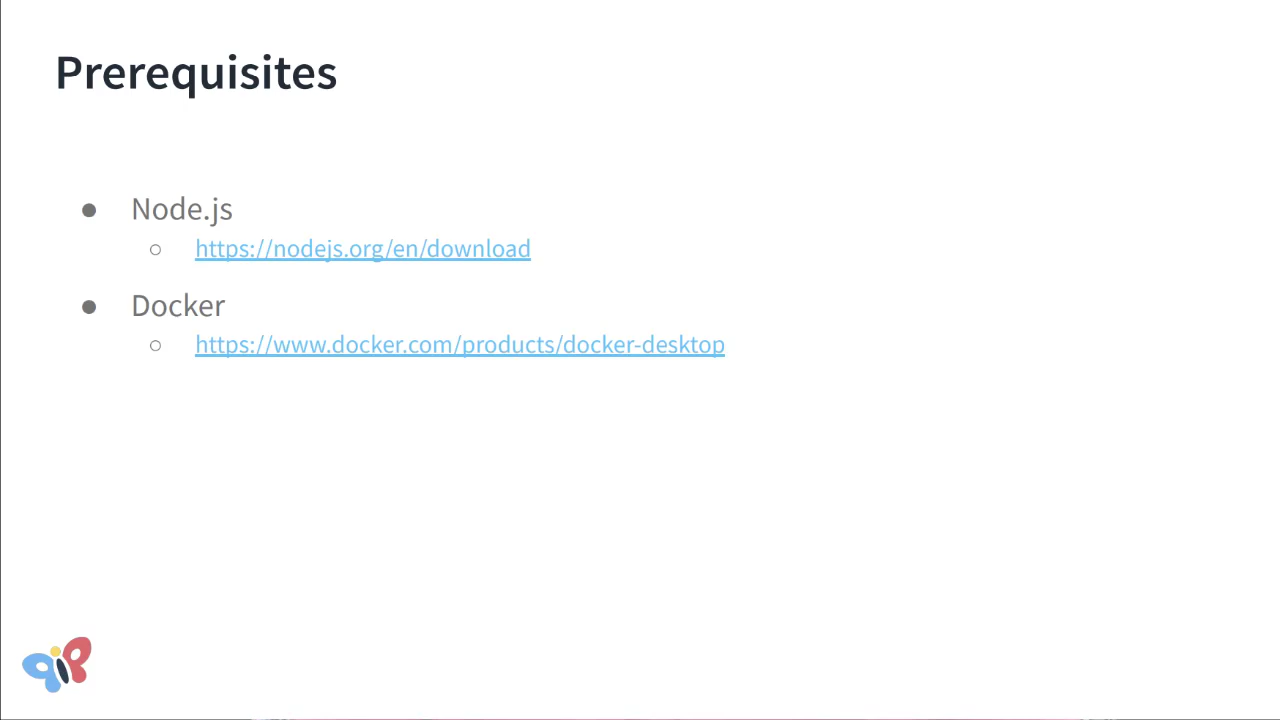 Prerequisites
● Node.js
○ https://nodejs.org/en/download
● Docker
○ https://www.docker.com/products/docker-desktop